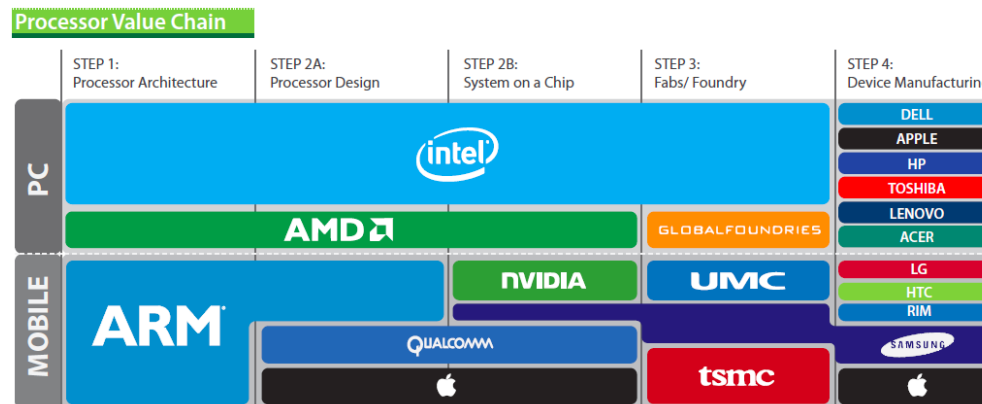 Processor Value Chain
STEP 1:
Processor Architecture
STEP 2A:
Processor Design
STEP 2B:
System on a Chip
STEP 3:
Fabs/ Foundry
STEP 4:
Device Manufacturin
PC
intel
AMD
GLOBALFOUNDRIES
DELL
APPLE
HP
TOSHIBA
LENOVO
ACER
MOBILE
ARM
NVIDIA
UMC
QUALCOMM
tsmc
LG
HTC
RIM
SAMSUNG